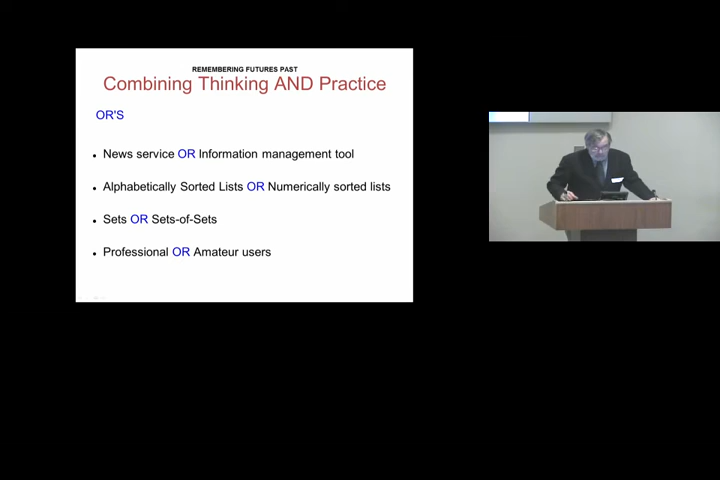 REMEMBERING FUTURES PAST
Combining Thinking AND Practice
OR'S
News service OR Information management tool
Alphabetically Sorted Lists OR Numerically sorted lists
Sets OR Sets-of-Sets
Professional OR Amateur users